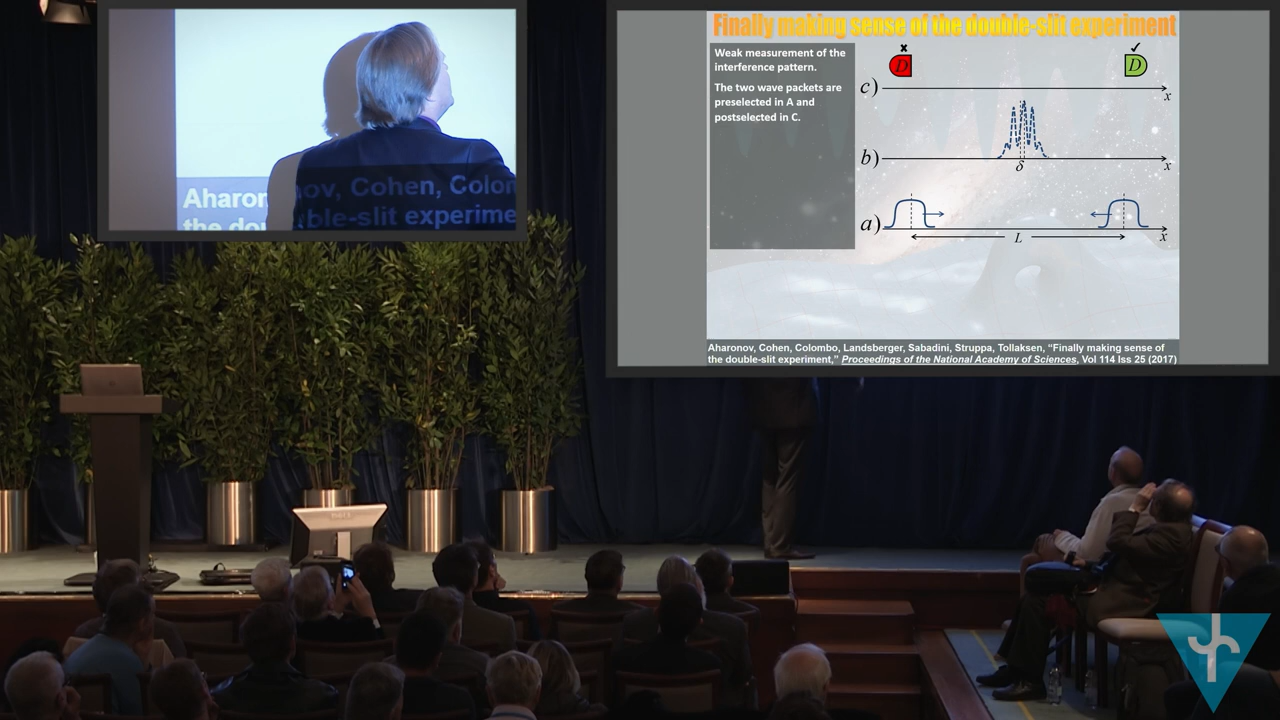 Aharonov, Cohen, Colom
the double-slit experime
Finally making sense of the double-slit experiment
Weak measurement of the
interference pattern.
The two wave packets are
preselected in A and
postselected in C.
D
D
c)
x
b)
δ
x
a)
L
x
Aharonov, Cohen, Colombo, Landsberger, Sabadini, Struppa, Tollaksen, “Finally making sense of
the double-slit experiment,” Proceedings of the National Academy of Sciences, Vol 114 Iss 25 (2017)